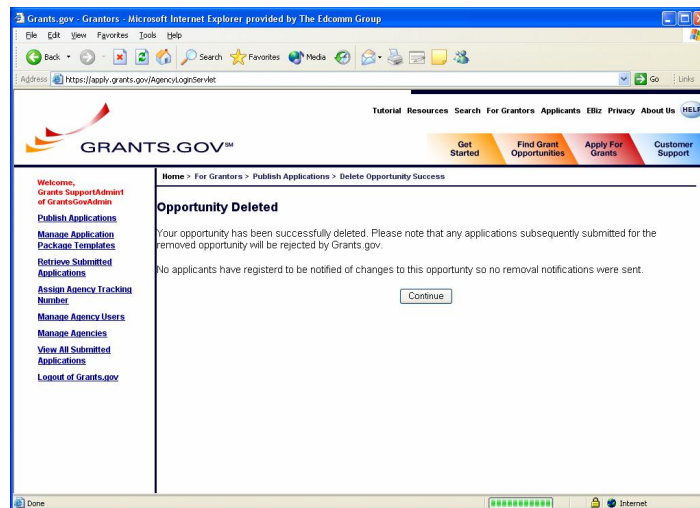 Grants.gov - Grantors - Microsoft Internet Explorer provided by The Edcomm Group
File Edit View Favorites Tools Help
Back Search Favorites Media
Address https://apply.grants.gov/AgencyLoginServlet Go Links
Tutorial Resources Search For Grantors Applicants EBiz Privacy About Us HELP
GRANTS.GOV SM
Get Started
Find Grant Opportunities
Apply For Grants
Customer Support
Home > For Grantors > Publish Applications > Delete Opportunity Success
Welcome,
Grants SupportAdmin1
of GrantsGovAdmin
Publish Applications
Manage Application
Package Templates
Retrieve Submitted
Applications
Assign Agency Tracking
Number
Manage Agency Users
Manage Agencies
View All Submitted
Applications
Logout of Grants.gov
Opportunity Deleted
Your opportunity has been successfully deleted. Please note that any applications subsequently submitted for the
removed opportunity will be rejected by Grants.gov.
No applicants have registerd to be notified of changes to this opportunty so no removal notifications were sent.
Continue
Done Internet